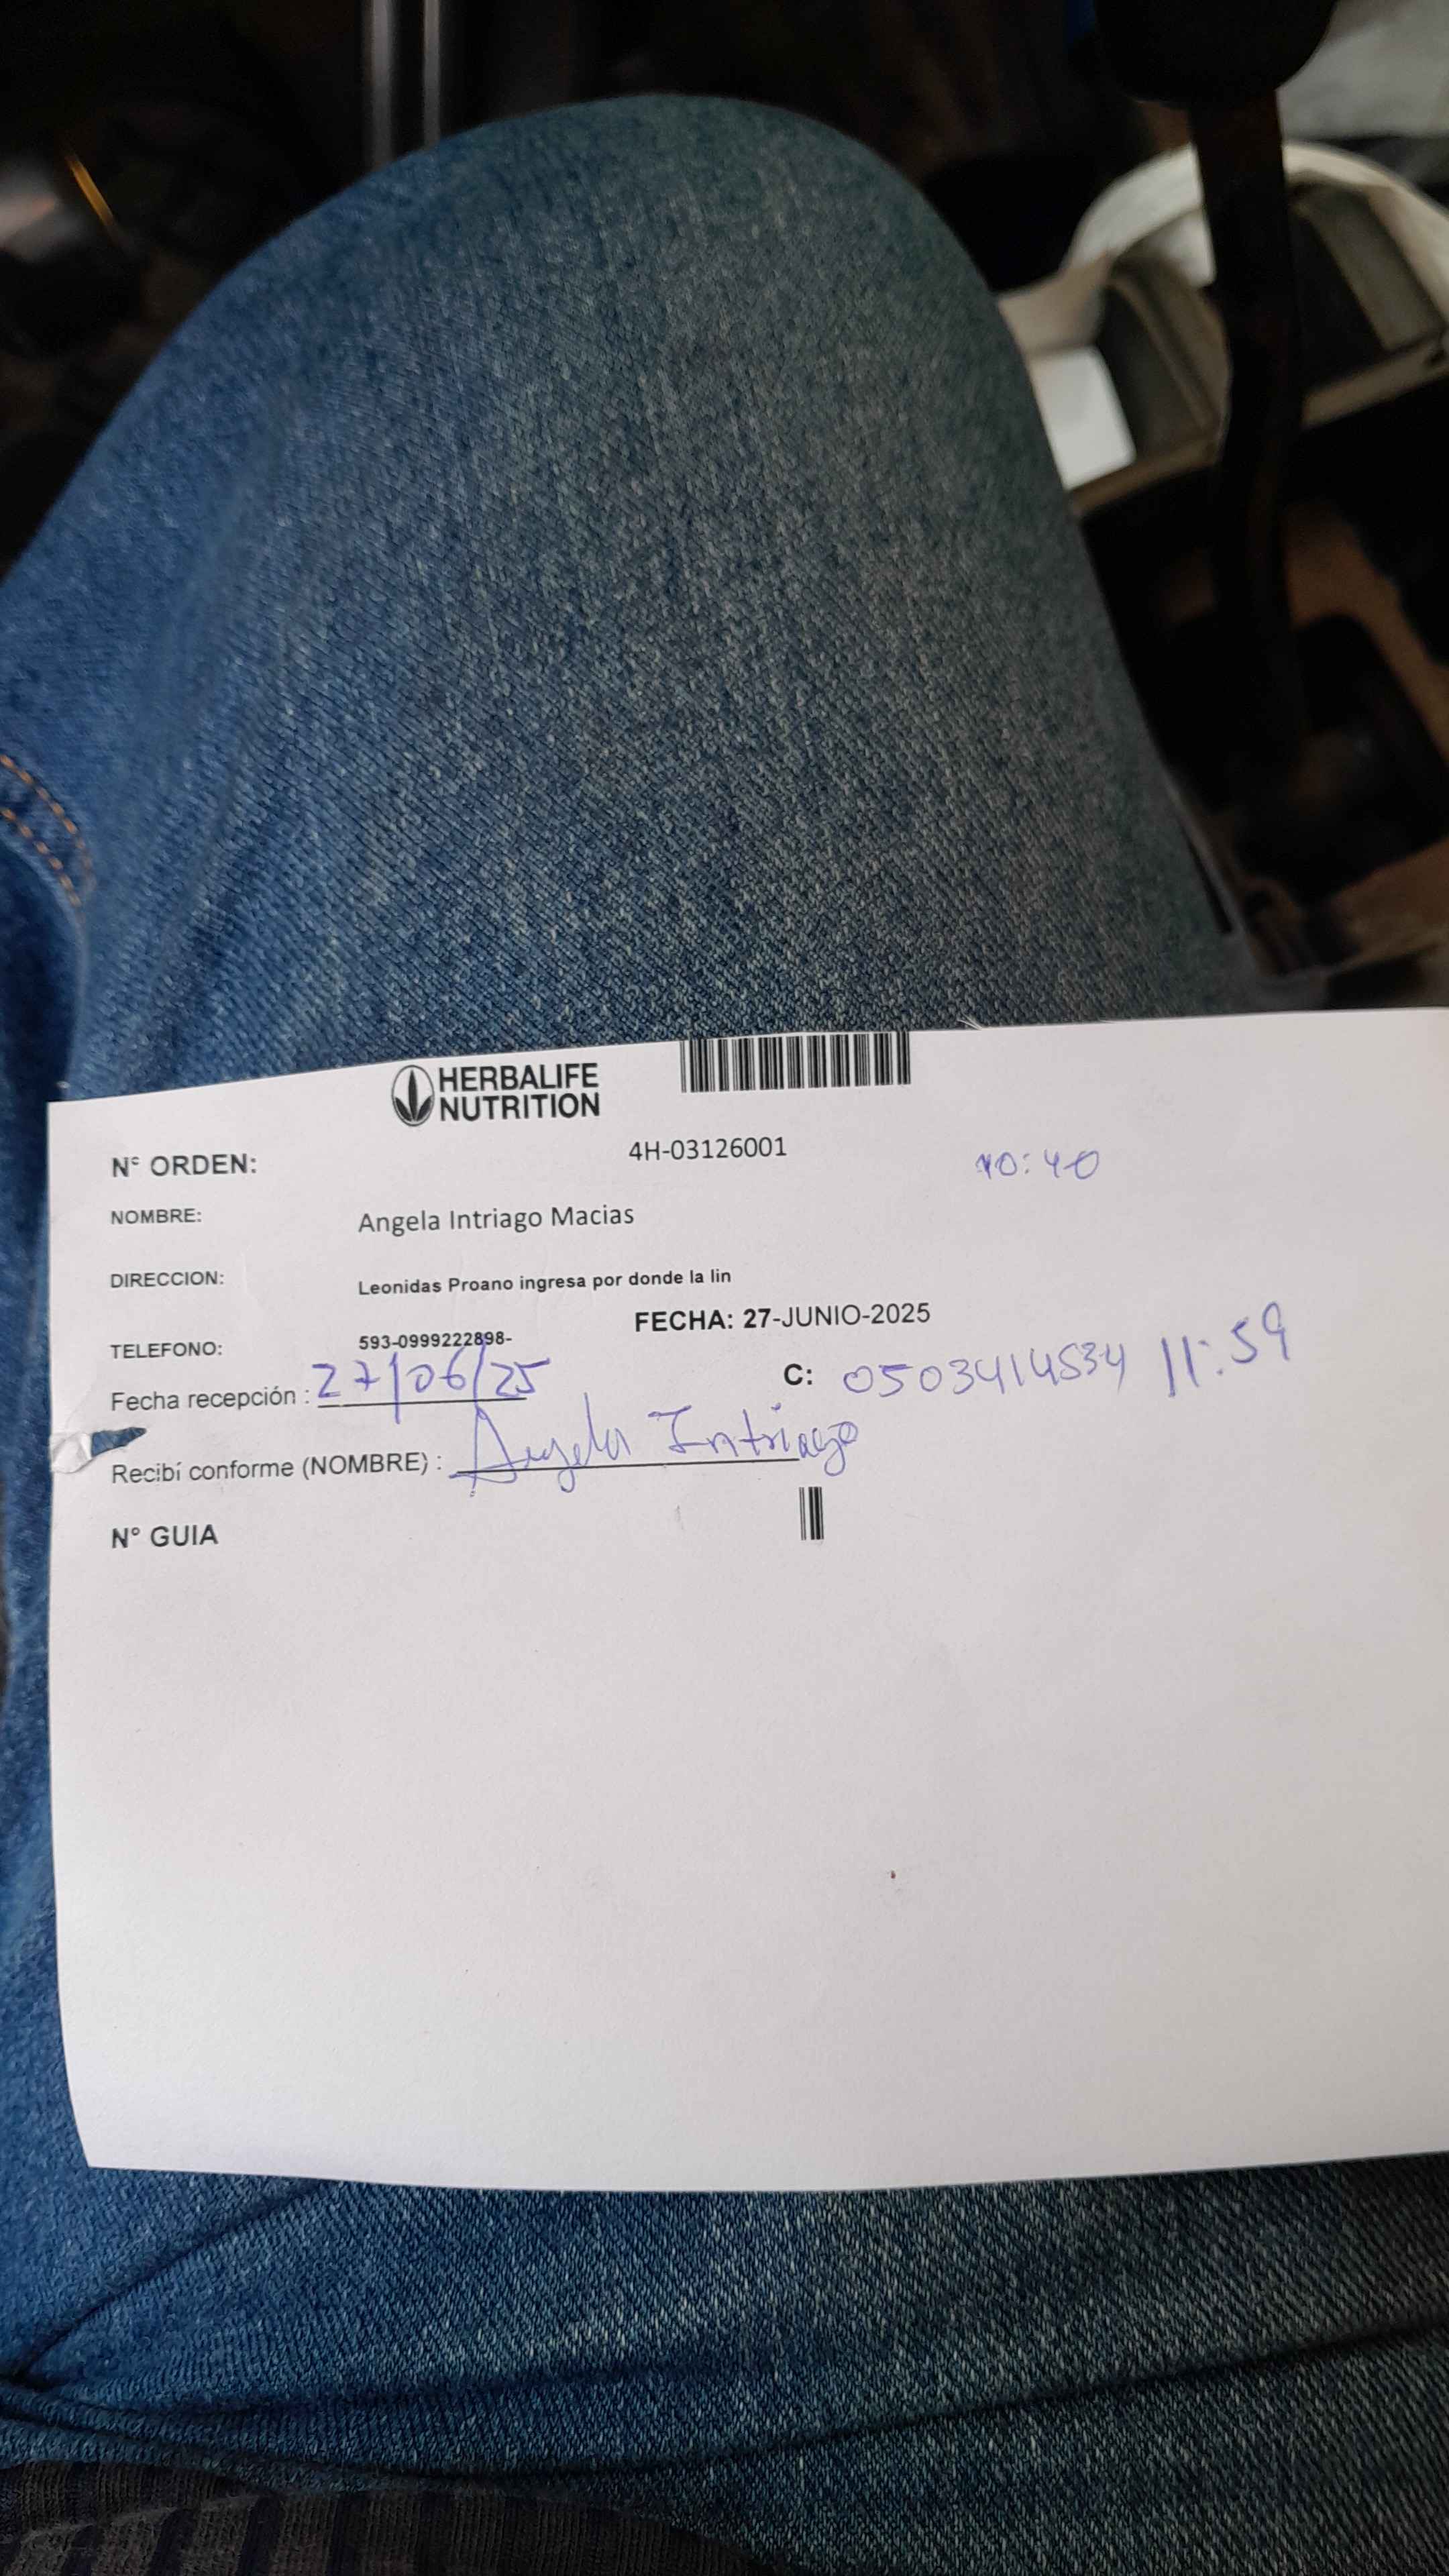 HERBALIFE
NUTRITION
N° ORDEN: 4H-03126001 10:40
NOMBRE: Angela Intriago Macias
DIRECCION: Leonidas Proano ingresa por donde la lin
FECHA: 27-JUNIO-2025
TELEFONO: 593-0999222898-
Fecha recepción : 27/06/25 C: 0503414534 11:59
Recibí conforme (NOMBRE) : Angela Intriago
N° GUIA